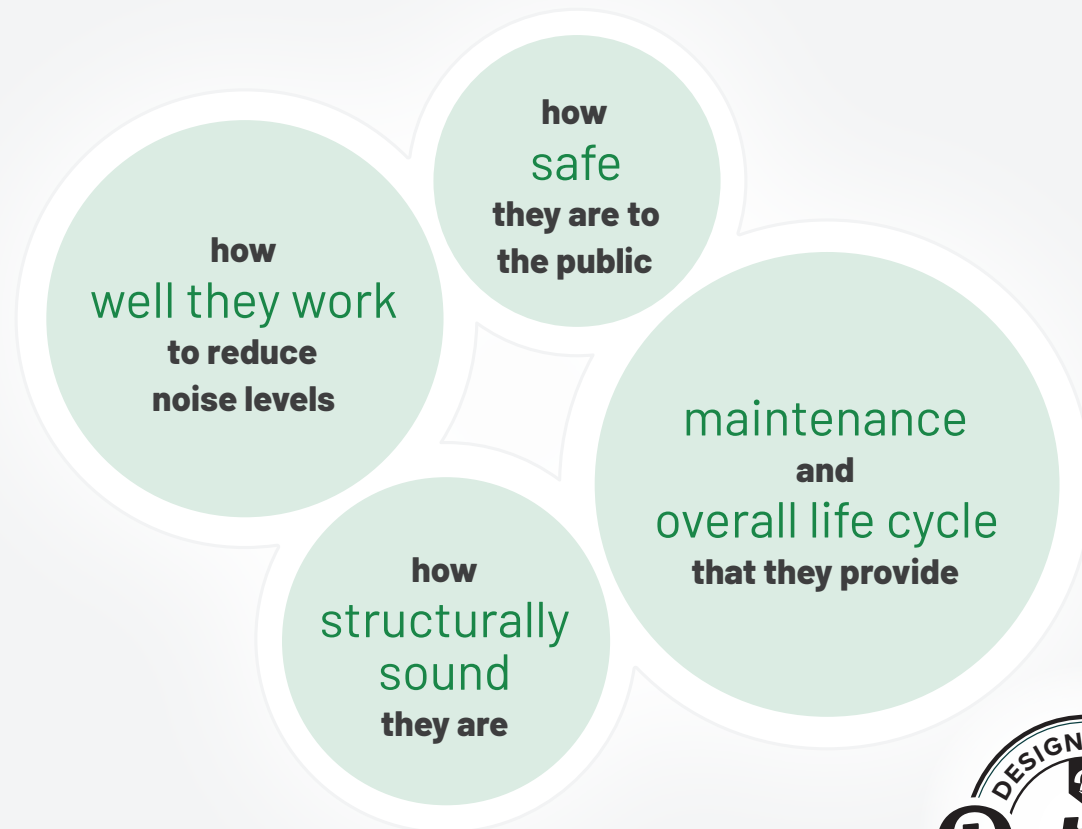 how
safe
they are to
the public
how
well they work
to reduce
noise levels
maintenance
and
overall life cycle
that they provide
how
structurally
sound
they are